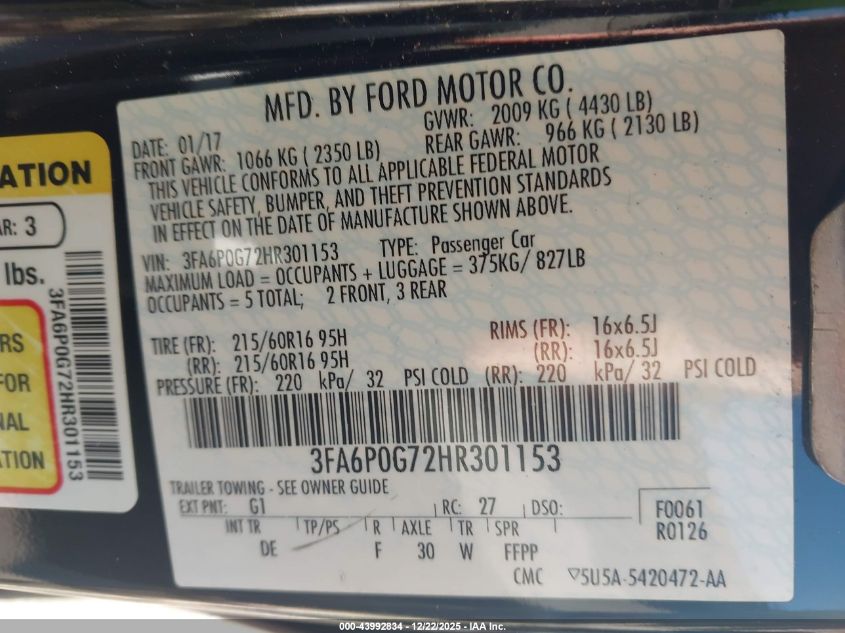 MFD. BY FORD MOTOR CO.
DATE: 01/17 GVWR: 2009 KG ( 4430 LB)
FRONT GAWR: 1066 KG ( 2350 LB) REAR GAWR: 966 KG ( 2130 LB)
THIS VEHICLE CONFORMS TO ALL APPLICABLE FEDERAL MOTOR
VEHICLE SAFETY, BUMPER, AND THEFT PREVENTION STANDARDS
IN EFFECT ON THE DATE OF MANUFACTURE SHOWN ABOVE.
VIN: 3FA6P0G72HR301153 TYPE: Passenger Car
MAXIMUM LOAD = OCCUPANTS + LUGGAGE = 375KG/ 827LB
OCCUPANTS = 5 TOTAL; 2 FRONT, 3 REAR
TIRE (FR): 215/60R16 95H RIMS (FR): 16x6.5J
(RR): 215/60R16 95H (RR): 16x6.5J
PRESSURE (FR): 220 kPa/ 32 PSI COLD (RR): 220 kPa/ 32 PSI COLD
3FA6P0G72HR301153
TRAILER TOWING - SEE OWNER GUIDE
EXT PNT: G1 RC: 27 DSO: F0061
INT TR TP/PS R AXLE TR SPR R0126
DE F 30 W FFPP
CMC 5U5A-5420472-AA
ATION
AR: 3
lbs.
3FA6P0G72HR301153
RS
FOR
NAL
TION
000-43992834 - 12/22/2025 - IAA Inc.